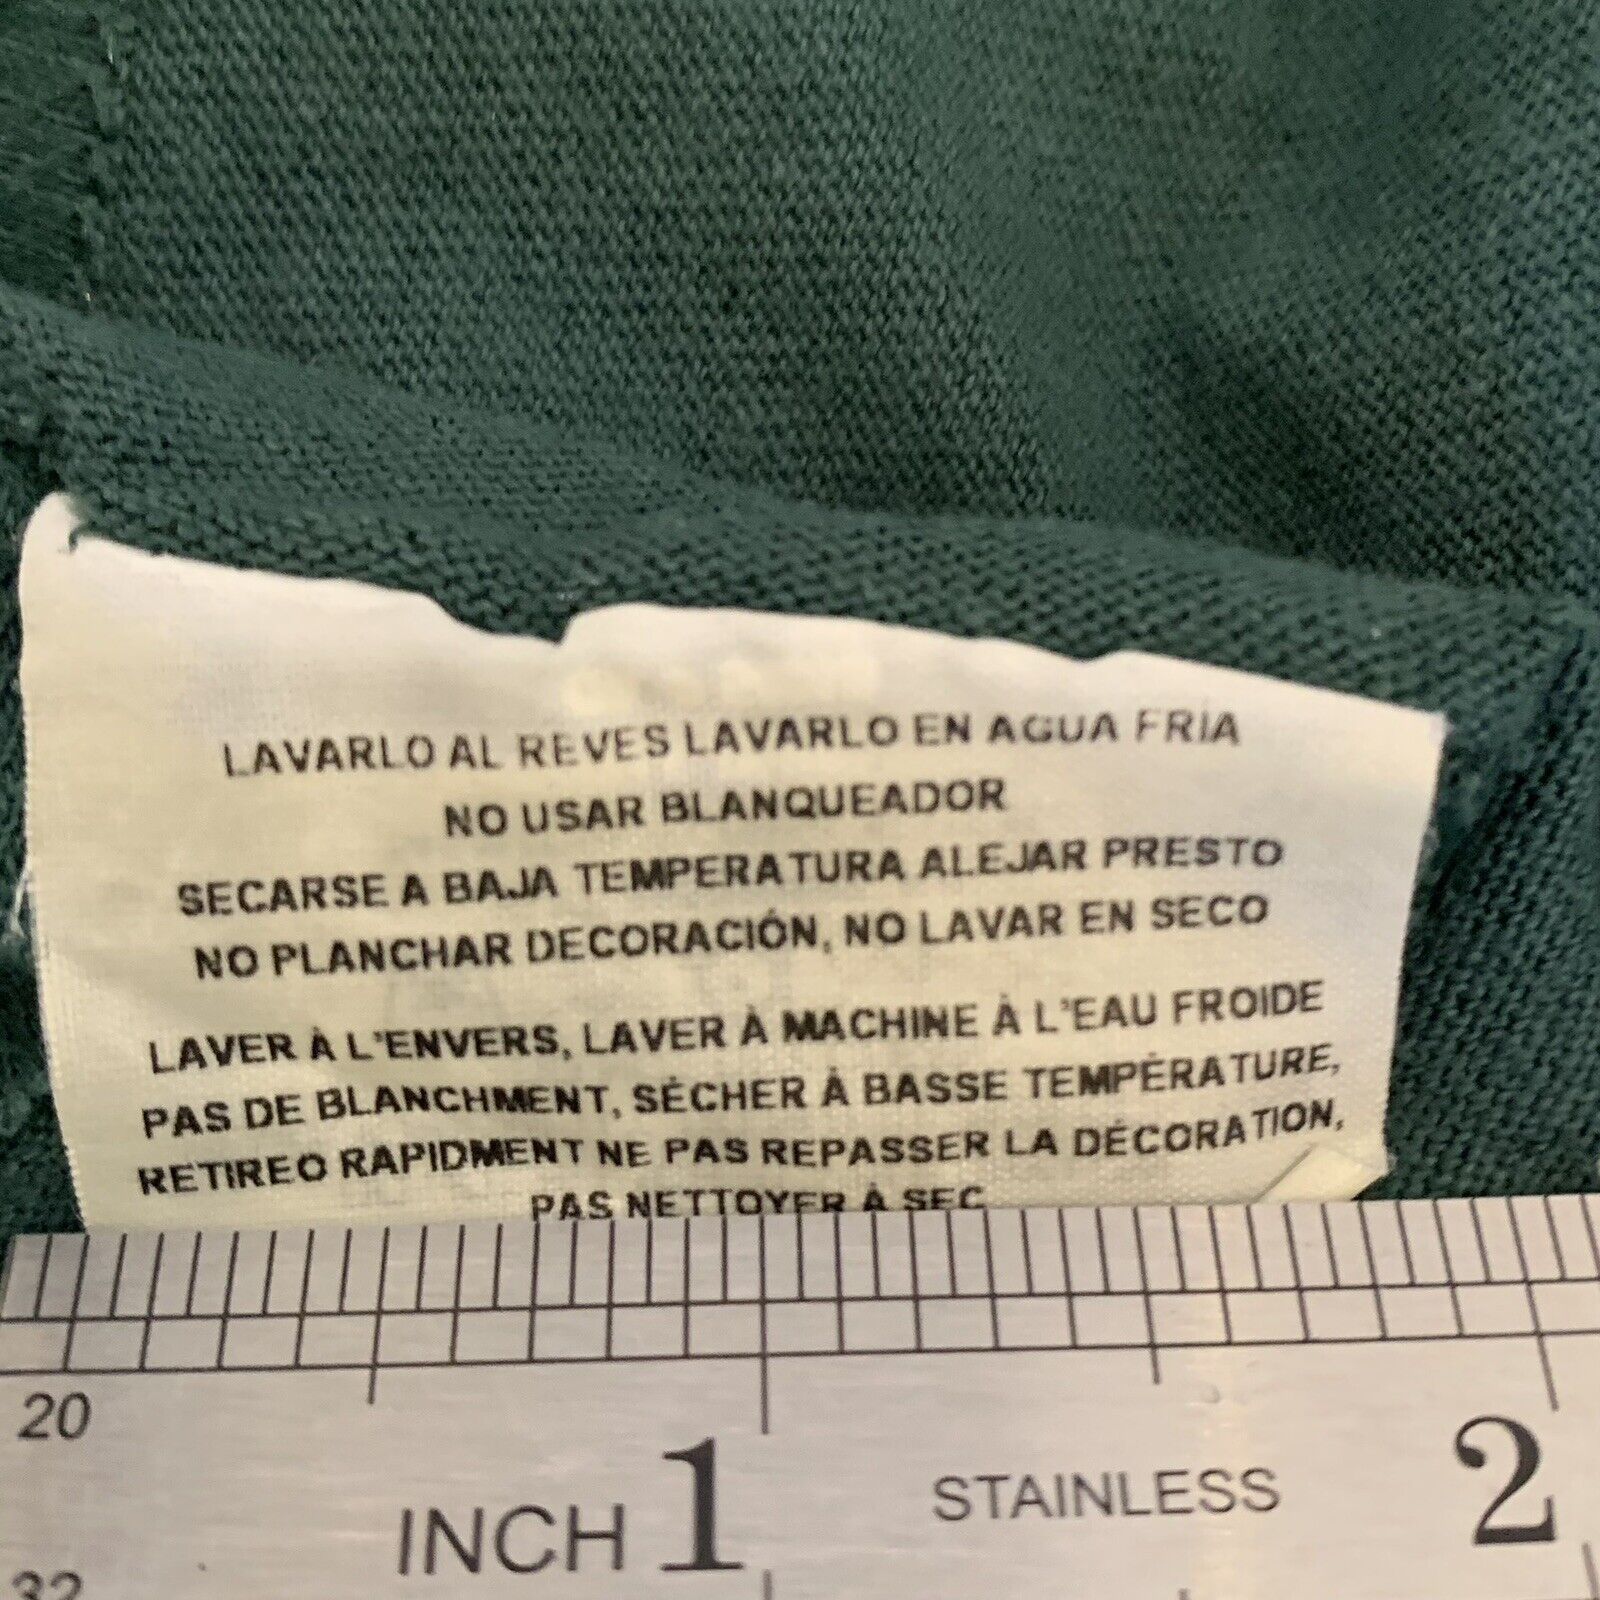 LAVARLO AL REVES LAVARLO EN AGUA FRÍA
NO USAR BLANQUEADOR
SECARSE A BAJA TEMPERATURA ALEJAR PRESTO
NO PLANCHAR DECORACIÓN, NO LAVAR EN SECO
LAVER À L'ENVERS, LAVER À MACHINE À L'EAU FROIDE
PAS DE BLANCHMENT, SÉCHER À BASSE TEMPÉRATURE,
RETIREO RAPIDMENT NE PAS REPASSER LA DÉCORATION,
PAS NETTOYER À SEC
20
INCH 1 STAINLESS 2
32